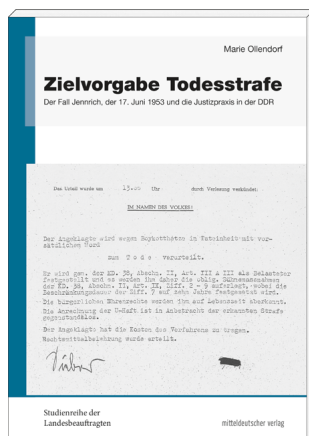 Marie Ollendorf
Zielvorgabe Todesstrafe
Der Fall Jennrich, der 17. Juni 1953 und die Justizpraxis in der DDR
Das Urteil wurde um 13.00 Uhr durch Verlesung verkündet.
IM NAMEN DES VOLKES!
Der Angeklagte wird wegen Boykotthetze in Tateinheit mit vor-
sätzlichem Mord
zum Tode verurteilt.
Er wird gem. der KD. 38, Abschn. II, Art. III A III als Belasteter
festgestellt und es werden ihm daher die oblig. Sühnemassnahmen
der KD. 38, Abschn. II, Art. IX, Ziff. 3 - 9 auferlegt, wobei die
Beschränkungsdauer der Ziff. 7 auf zehn Jahre festgesetzt wird.
Die bürgerlichen Ehrenrechte werden ihm auf Lebenszeit aberkannt.
Die Anrechnung der U-Haft ist in Anbetracht der erkannten Strafe
gegenstandslos.
Der Angeklagte hat die Kosten des Verfahrens zu tragen.
Rechtsmittelbelehrung wurde erteilt.
Studienreihe der
Landesbeauftragten
mitteldeutscher verlag